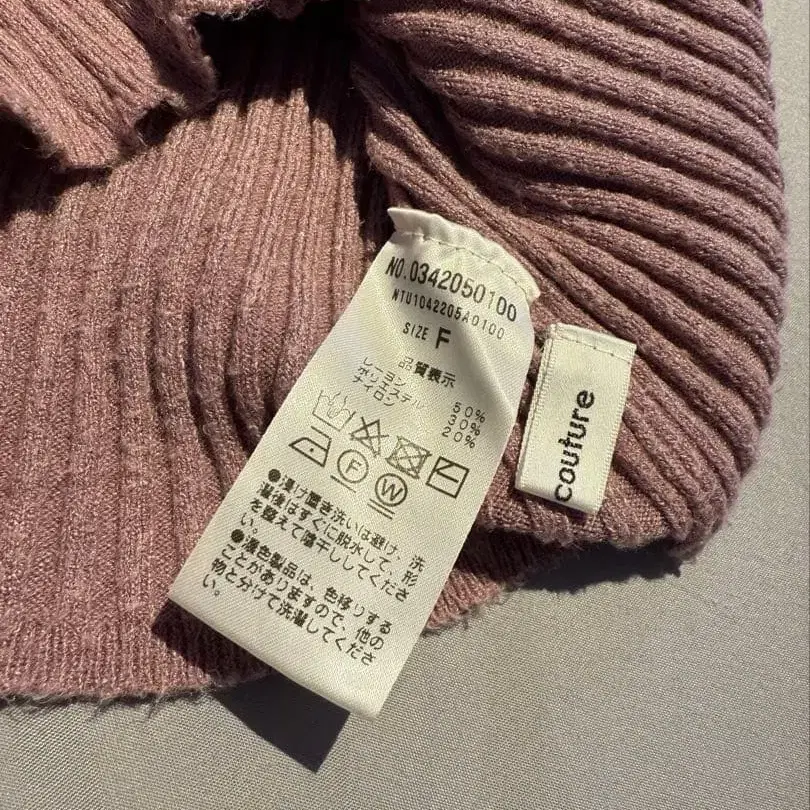 NO.0342050100
NTU1042205A0100
SIZE F
品質表示
レーヨン 50%
ポリエステル 30%
ナイロン 20%
F
W
●漬け置き洗いは避け、洗
濯後はすぐに脱水して、形
を整えて陰干ししてくださ
い。
●濃色製品は、色移りする
ことがありますので、他の
物と分けて洗濯してくださ
い。
couture